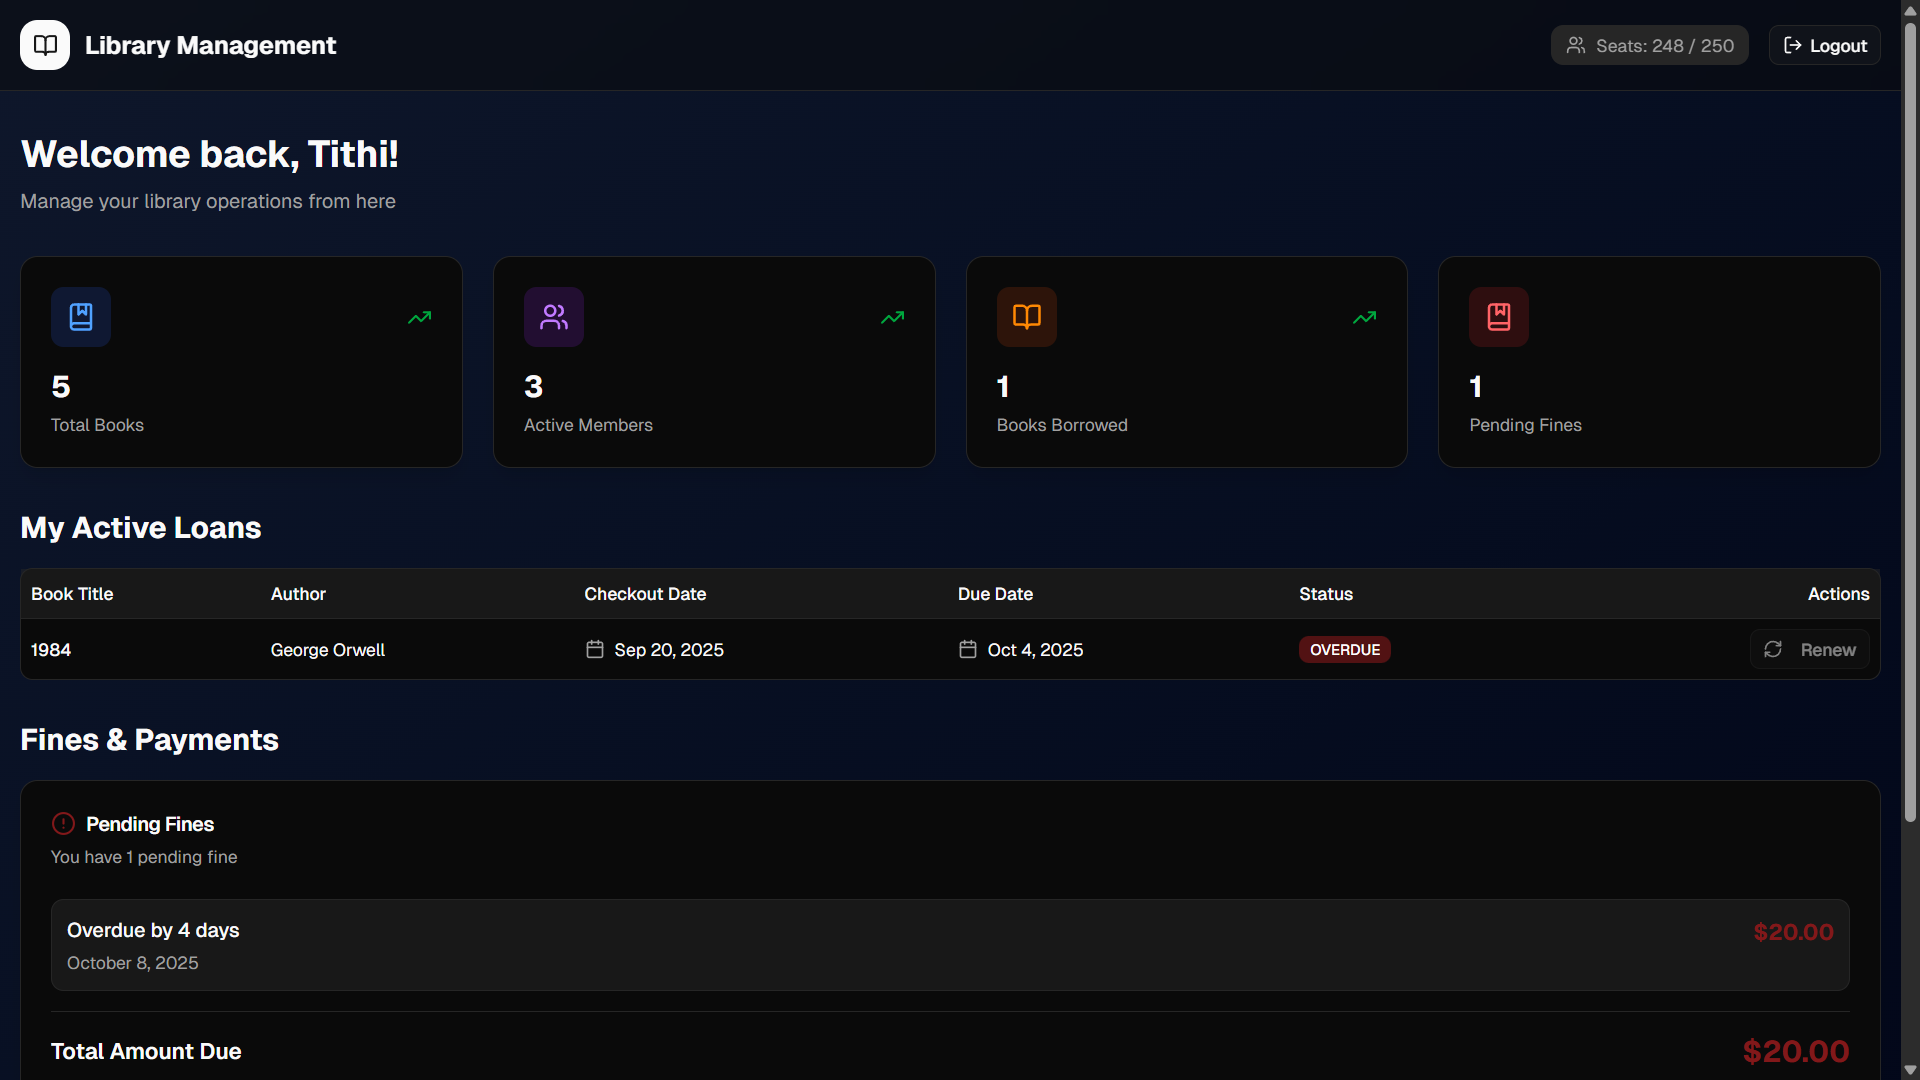 Library Management
Seats: 248 / 250
Logout
Welcome back, Tithi!
Manage your library operations from here
5
Total Books
3
Active Members
1
Books Borrowed
1
Pending Fines
My Active Loans
Book Title Author Checkout Date Due Date Status Actions
1984 George Orwell Sep 20, 2025 Oct 4, 2025 OVERDUE Renew
Fines & Payments
Pending Fines
You have 1 pending fine
Overdue by 4 days $20.00
October 8, 2025
Total Amount Due $20.00